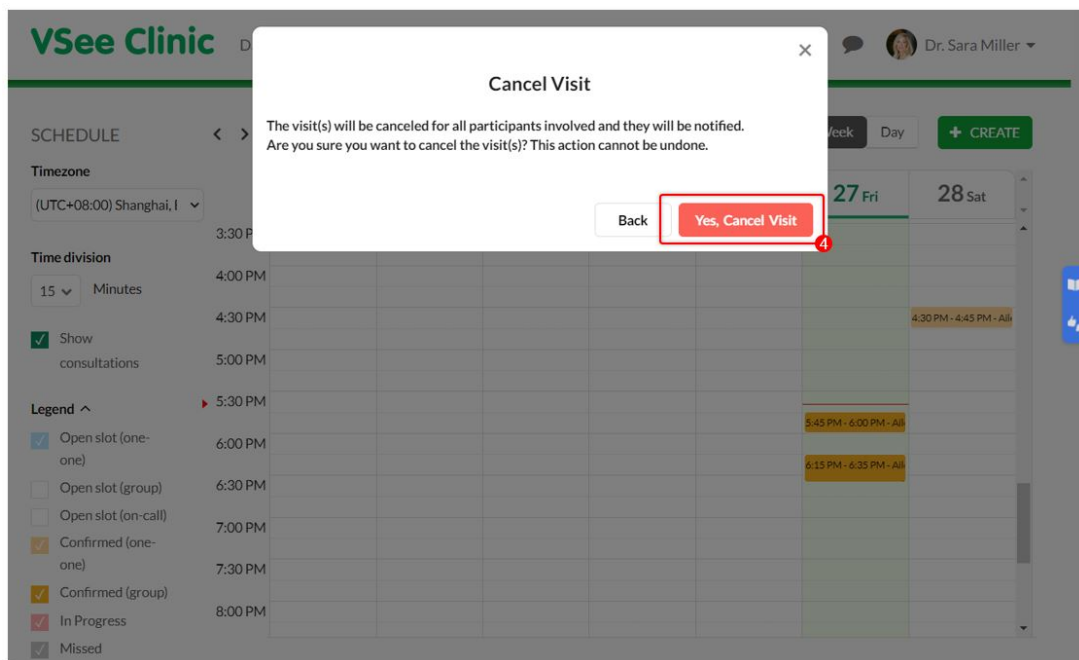 VSee Clinic D
Dr. Sara Miller
×
Cancel Visit
The visit(s) will be canceled for all participants involved and they will be notified.
Are you sure you want to cancel the visit(s)? This action cannot be undone.
Back
Yes, Cancel Visit
4
SCHEDULE
< >
Week
Day
+ CREATE
Timezone
(UTC+08:00) Shanghai, I
27 Fri
28 Sat
3:30 P
Time division
15
Minutes
4:00 PM
4:30 PM
4:30 PM - 4:45 PM - All
Show
consultations
5:00 PM
Legend
5:30 PM
5:45 PM - 6:00 PM - All
Open slot (one-
one)
6:00 PM
6:15 PM - 6:35 PM - All
Open slot (group)
6:30 PM
Open slot (on-call)
7:00 PM
Confirmed (one-
one)
7:30 PM
Confirmed (group)
8:00 PM
In Progress
Missed